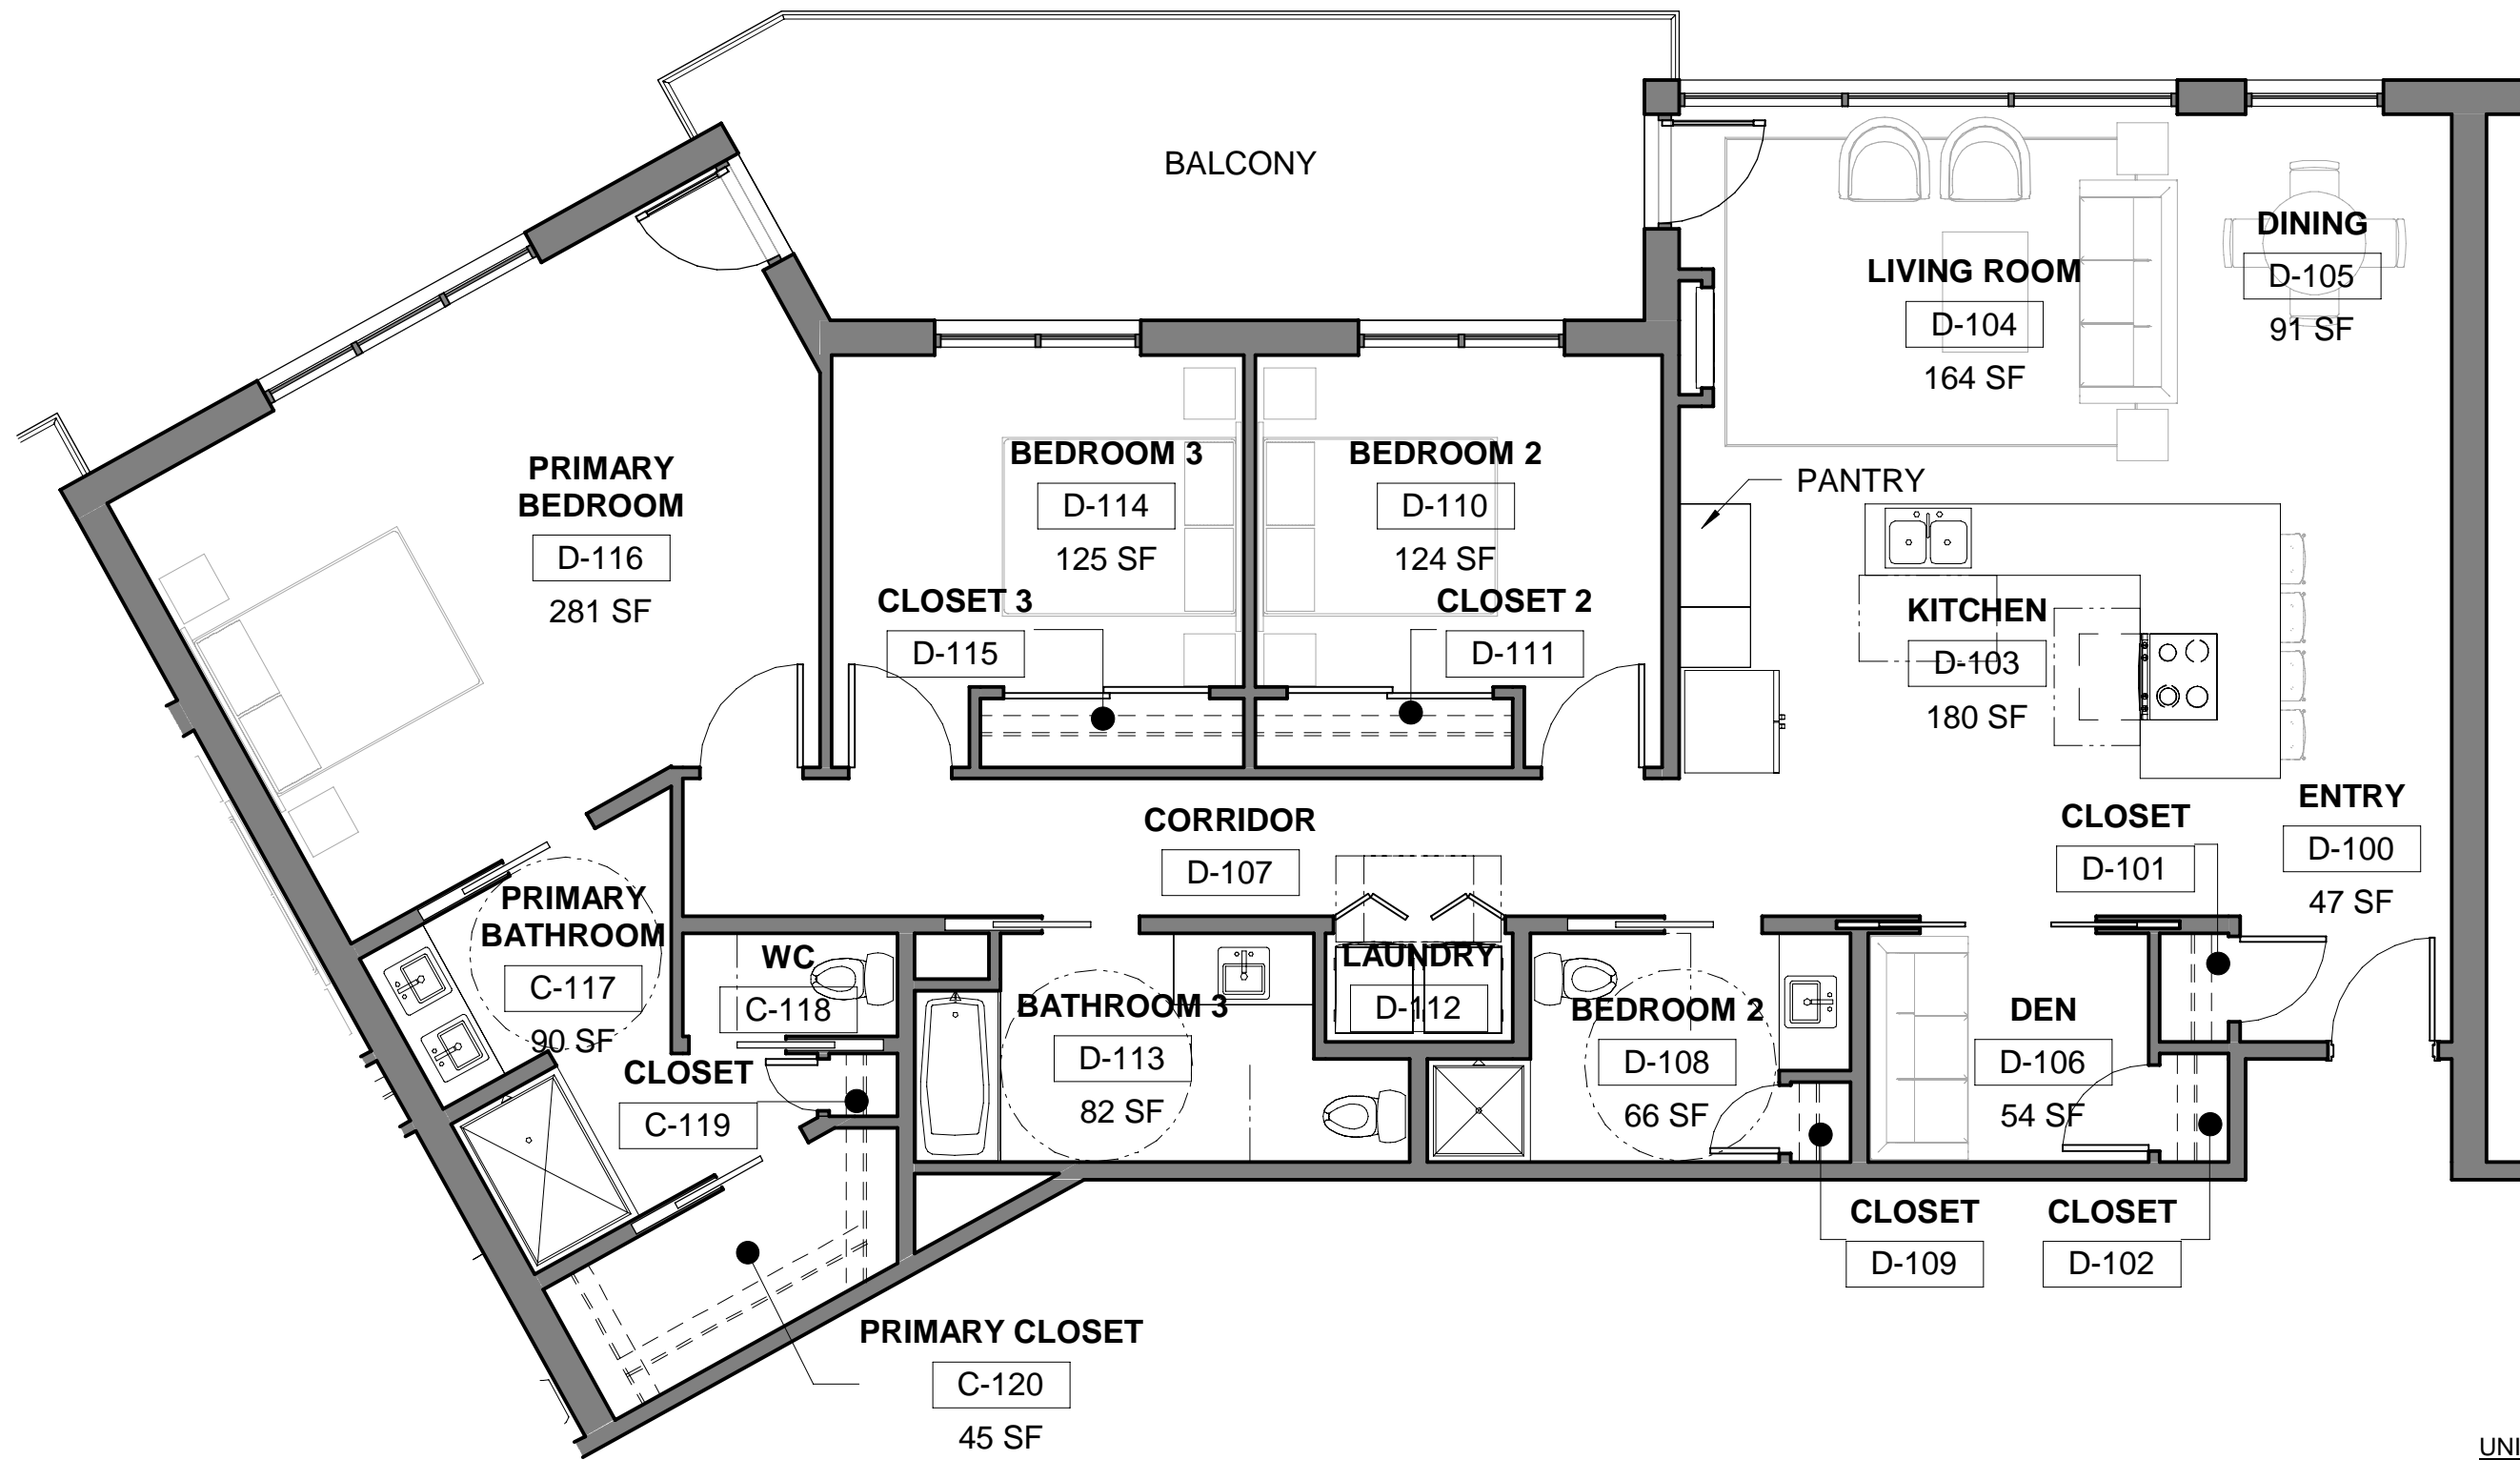 BALCONY
DINING
D-105
91 SF
LIVING ROOM
D-104
164 SF
PRIMARY
BEDROOM
D-116
281 SF
BEDROOM 3
D-114
125 SF
BEDROOM 2
D-110
124 SF
PANTRY
CLOSET 3
D-115
CLOSET 2
D-111
KITCHEN
D-103
180 SF
CORRIDOR
D-107
CLOSET
D-101
ENTRY
D-100
47 SF
PRIMARY
BATHROOM
C-117
90 SF
WC
C-118
LAUNDRY
D-112
BATHROOM 3
D-113
82 SF
BEDROOM 2
D-108
66 SF
DEN
D-106
54 SF
CLOSET
C-119
CLOSET
D-109
CLOSET
D-102
PRIMARY CLOSET
C-120
45 SF
UNI